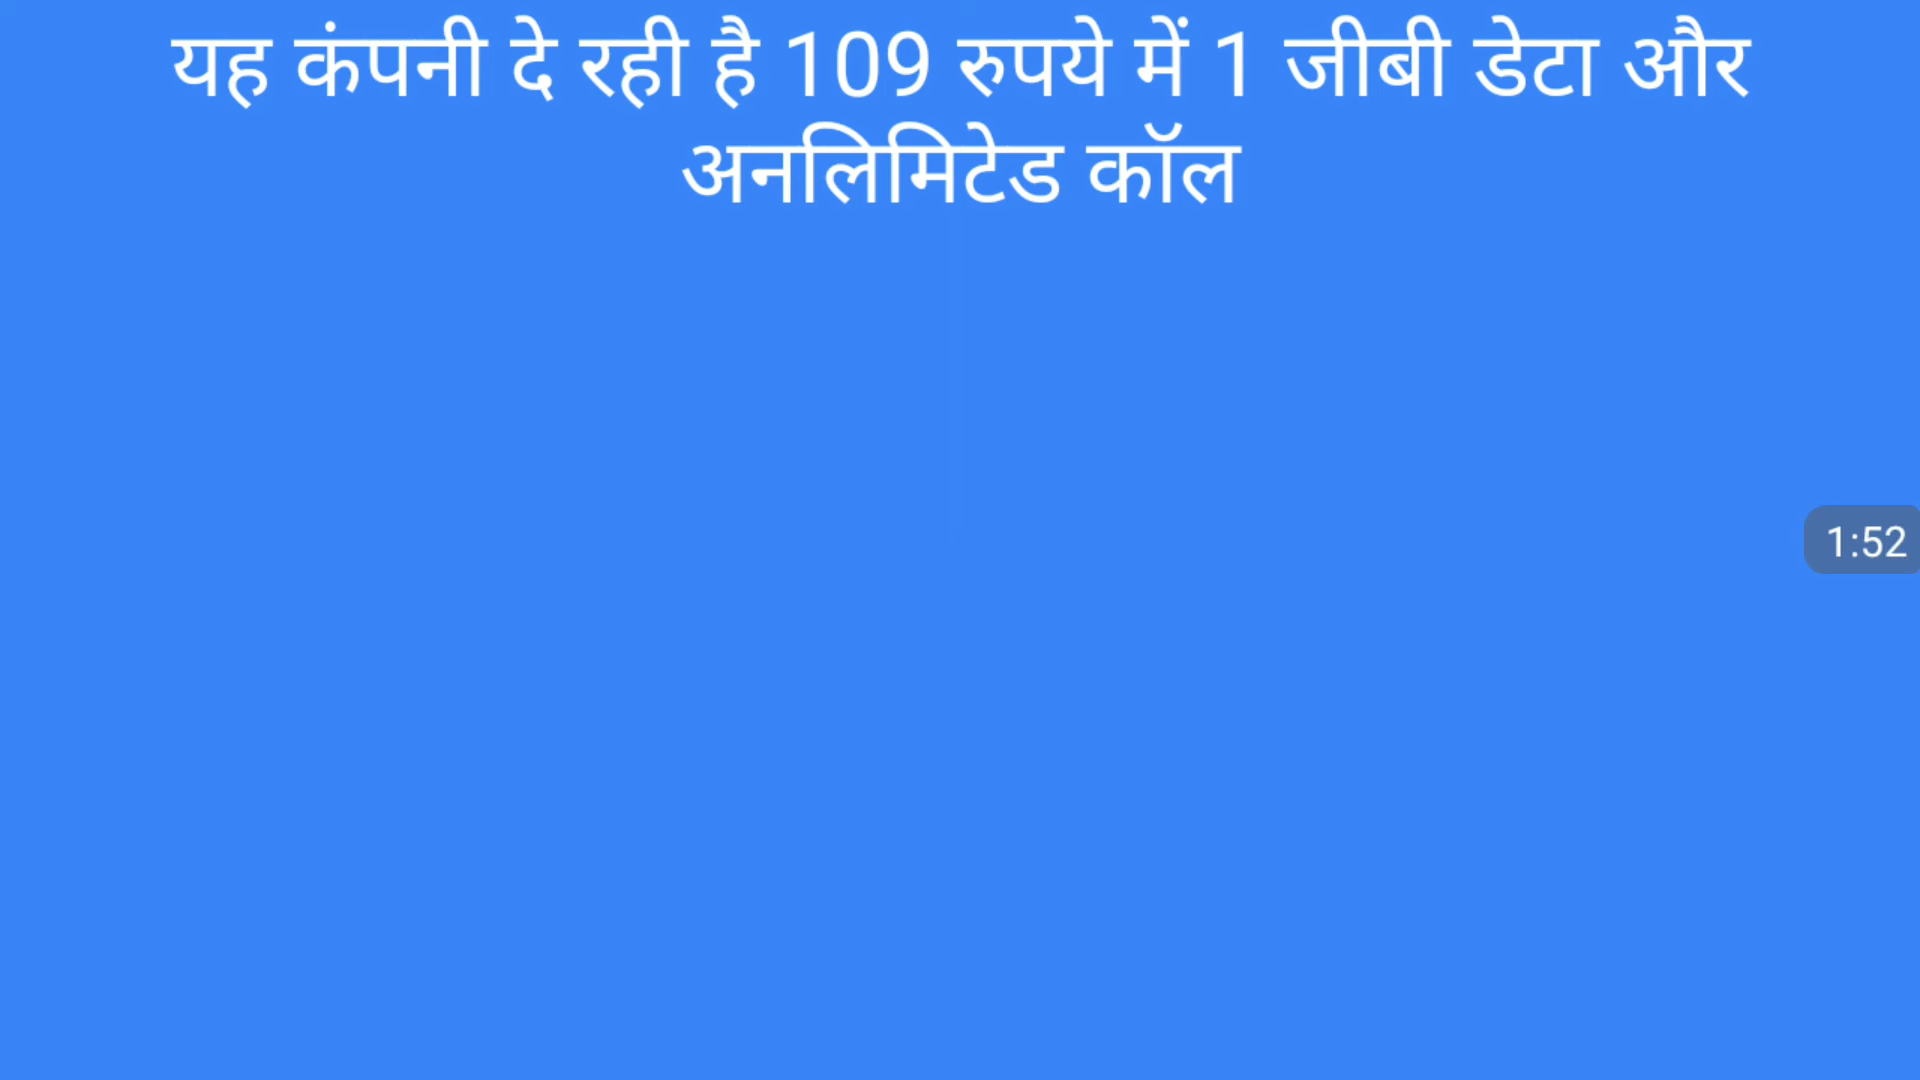 यह कंपनी दे रही है 109 रुपये में 1 जीबी डेटा और
अनलिमिटेड कॉल
1:52